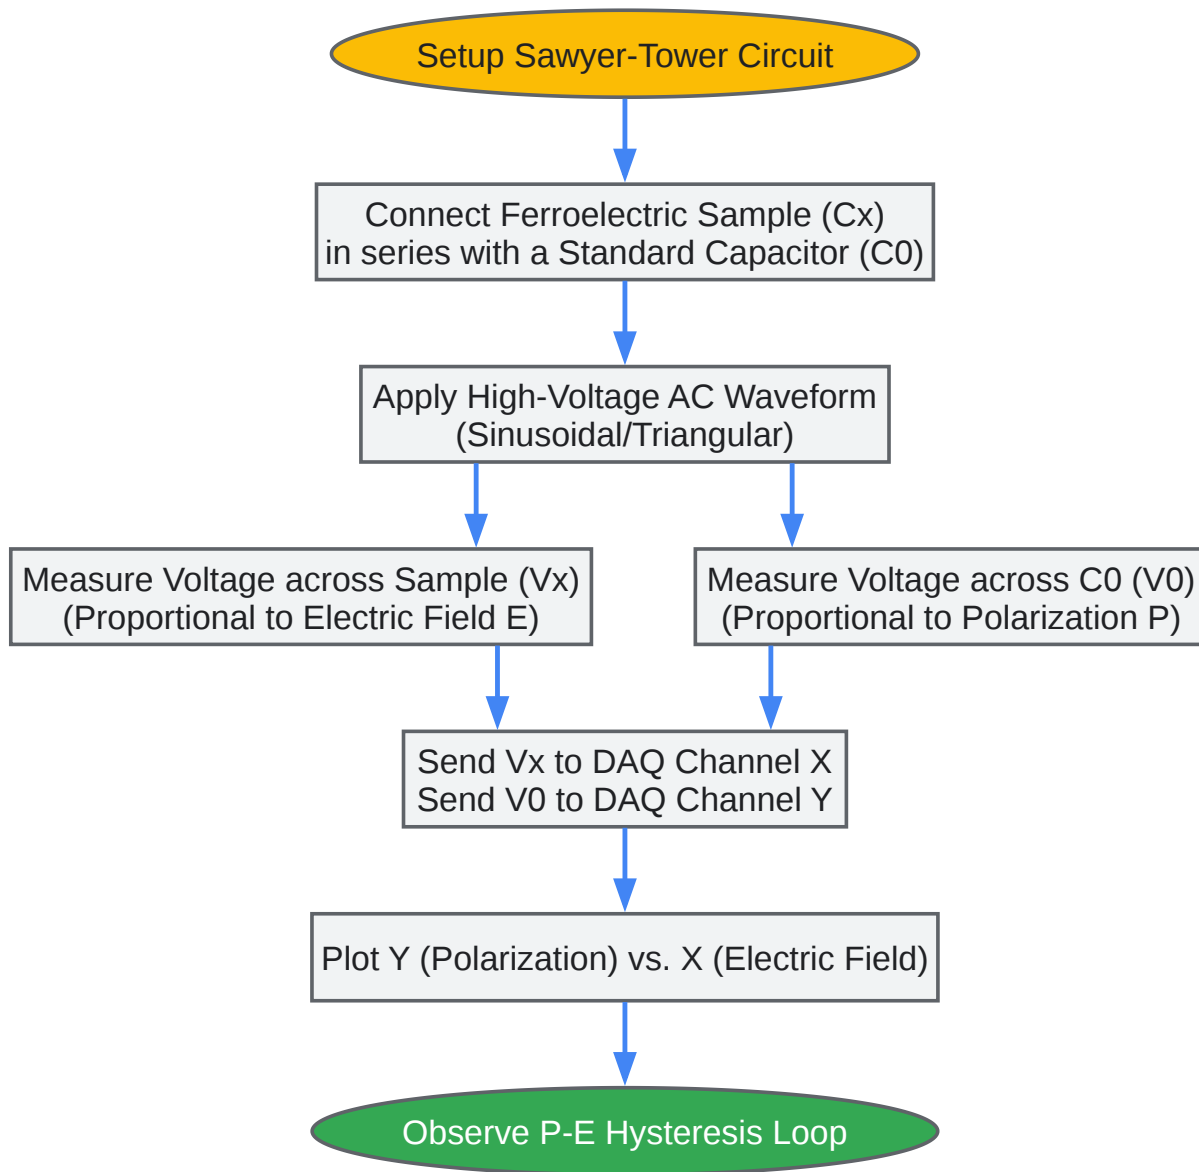 Setup Sawyer-Tower Circuit
Connect Ferroelectric Sample (Cx)
in series with a Standard Capacitor (C0)
Apply High-Voltage AC Waveform
(Sinusoidal/Triangular)
Measure Voltage across Sample (Vx)
(Proportional to Electric Field E)
Measure Voltage across C0 (V0)
(Proportional to Polarization P)
Send Vx to DAQ Channel X
Send V0 to DAQ Channel Y
Plot Y (Polarization) vs. X (Electric Field)
Observe P-E Hysteresis Loop